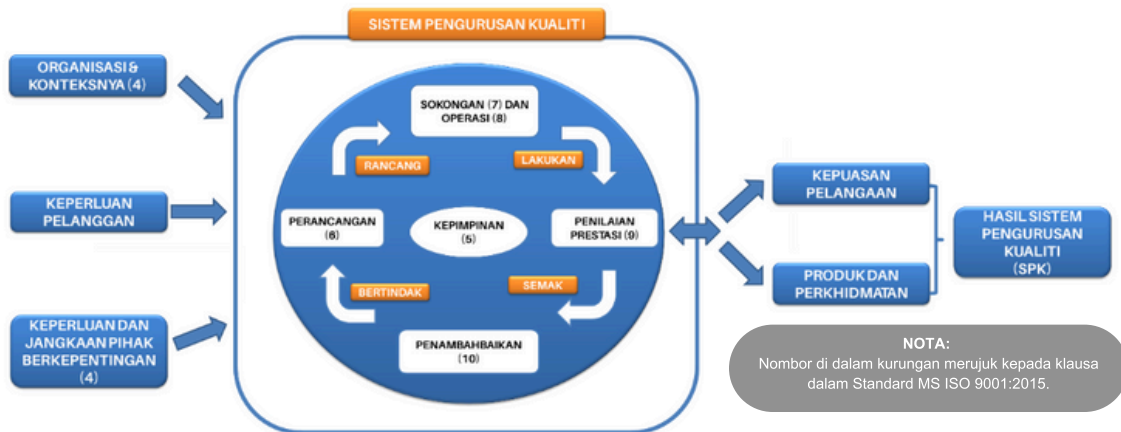 SISTEM PENGURUSAN KUALITI
ORGANISASI &
KONTEKSNYA (4)
KEPERLUAN
PELANGGAN
KEPERLUAN DAN
JANGKAAN PIHAK
BERKEPENTINGAN
(4)
SOKONGAN (7) DAN
OPERASI (8)
RANCANG
LAKUKAN
PERANCANGAN
(6)
KEPIMPINAN
(5)
PENILAIAN
PRESTASI (9)
BERTINDAK
SEMAK
PENAMBAHBAIKAN
(10)
KEPUASAN
PELANGAAN
PRODUK DAN
PERKHIDMATAN
HASIL SISTEM
PENGURUSAN
KUALITI
(SPK)
NOTA:
Nombor di dalam kurungan merujuk kepada klausa
dalam Standard MS ISO 9001:2015.